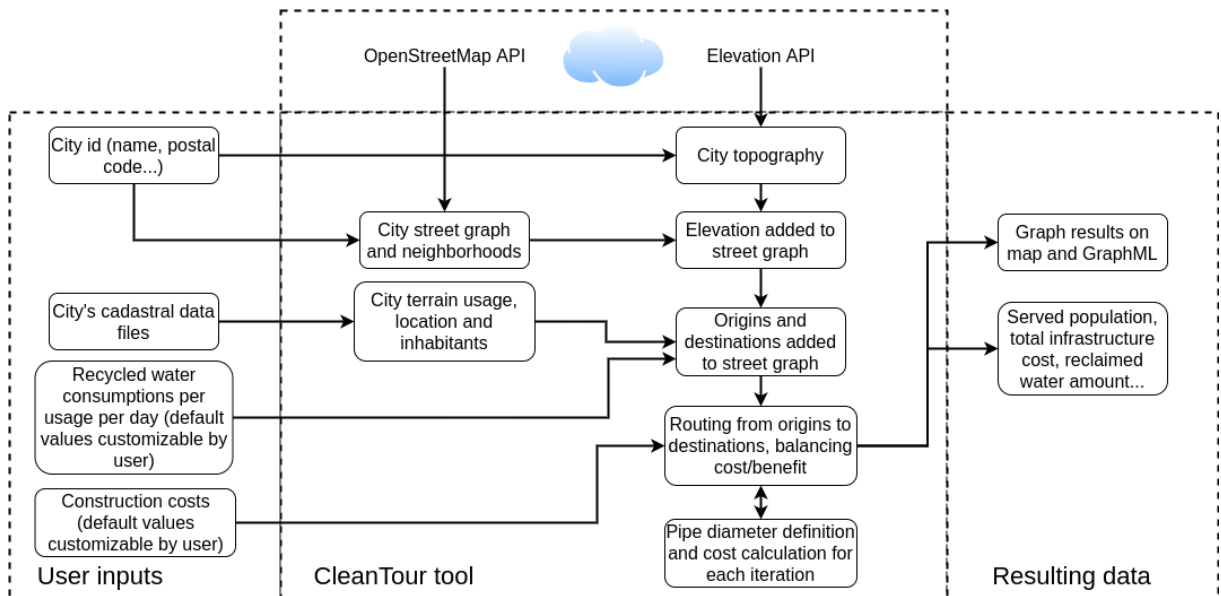 OpenStreetMap API
Elevation API
City id (name, postal
code...)
City topography
City street graph
and neighborhoods
Elevation added to
street graph
Graph results on
map and GraphML
City's cadastral data
files
City terrain usage,
location and
inhabitants
Origins and
destinations added
to street graph
Served population,
total infrastructure
cost, reclaimed
water amount...
Recycled water
consumptions per
usage per day (default
values customizable by
user)
Routing from origins to
destinations, balancing
cost/benefit
Construction costs
(default values
customizable by user)
Pipe diameter definition
and cost calculation for
each iteration
User inputs
CleanTour tool
Resulting data